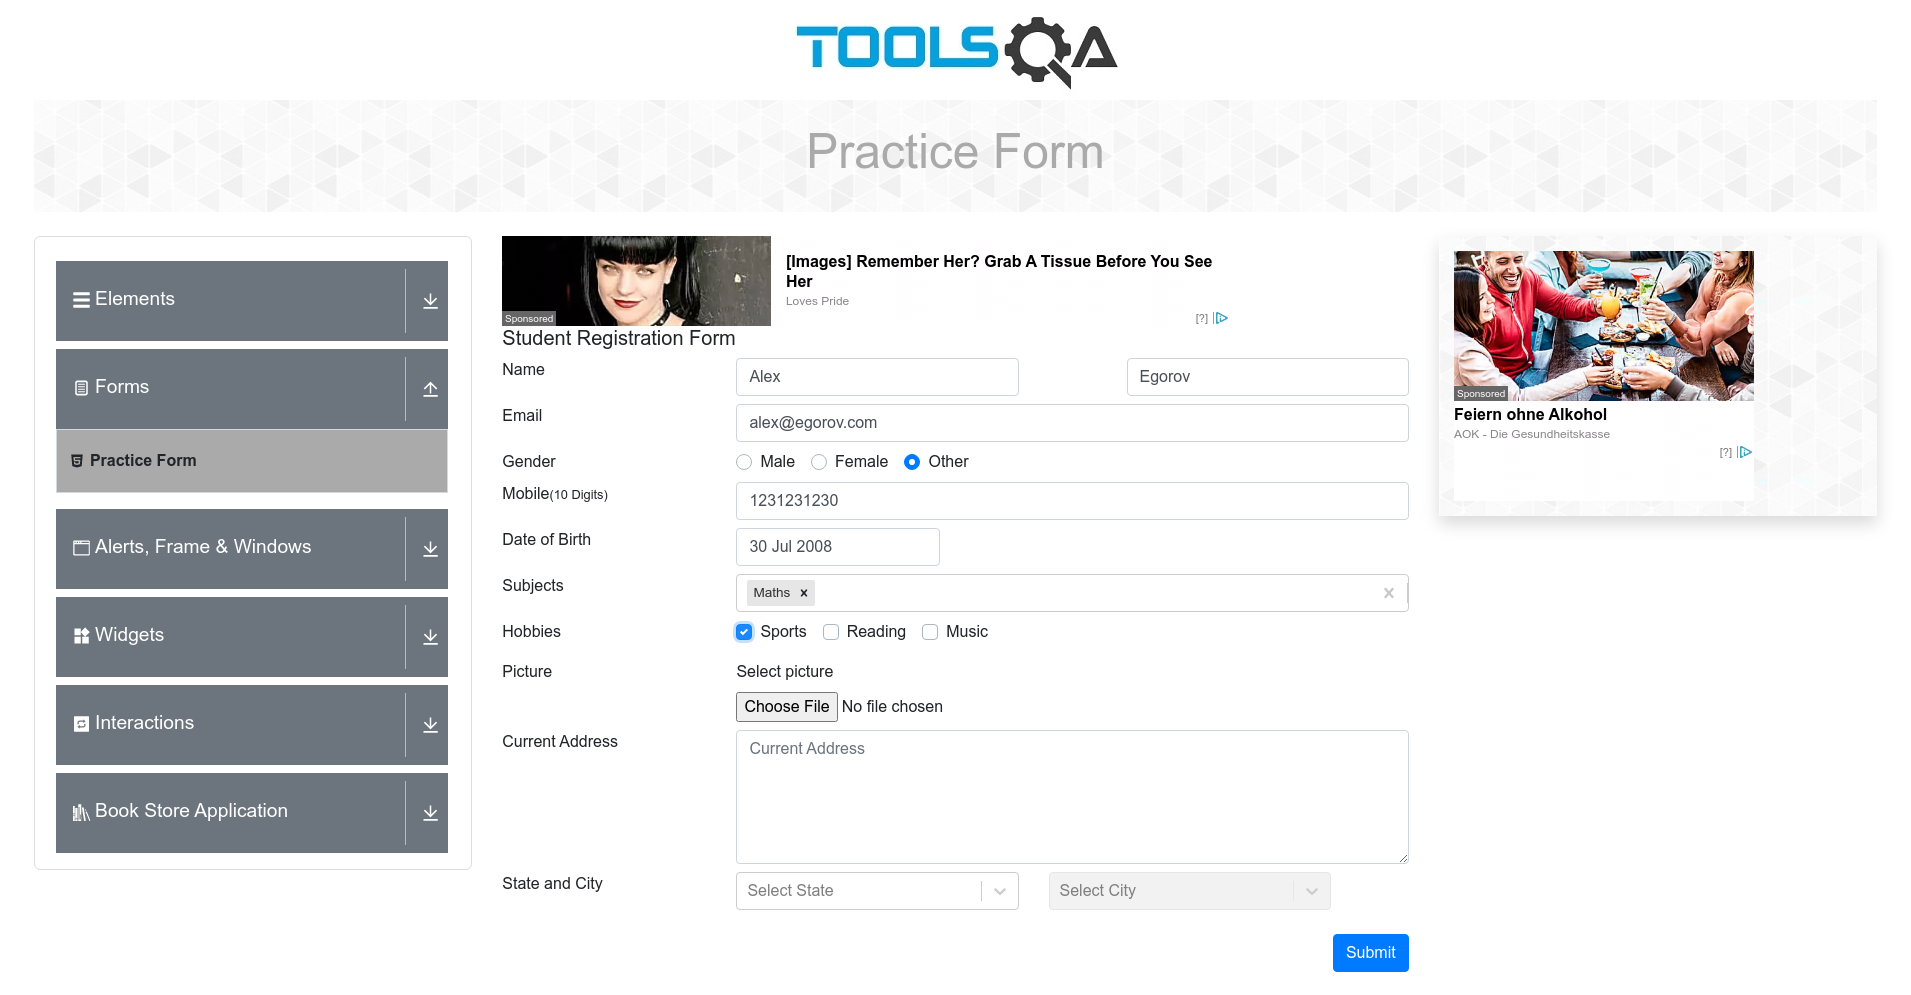 TOOLSQA
Practice Form
Elements
Forms
Practice Form
Alerts, Frame & Windows
Widgets
Interactions
Book Store Application
Sponsored
[Images] Remember Her? Grab A Tissue Before You See
Her
Loves Pride
[?]
Student Registration Form
Name
Alex
Egorov
Email
alex@egorov.com
Gender
Male
Female
Other
Mobile(10 Digits)
1231231230
Date of Birth
30 Jul 2008
Subjects
Maths
Hobbies
Sports
Reading
Music
Picture
Select picture
Choose File No file chosen
Current Address
Current Address
State and City
Select State
Select City
Submit
Sponsored
Feiern ohne Alkohol
AOK - Die Gesundheitskasse
[?]